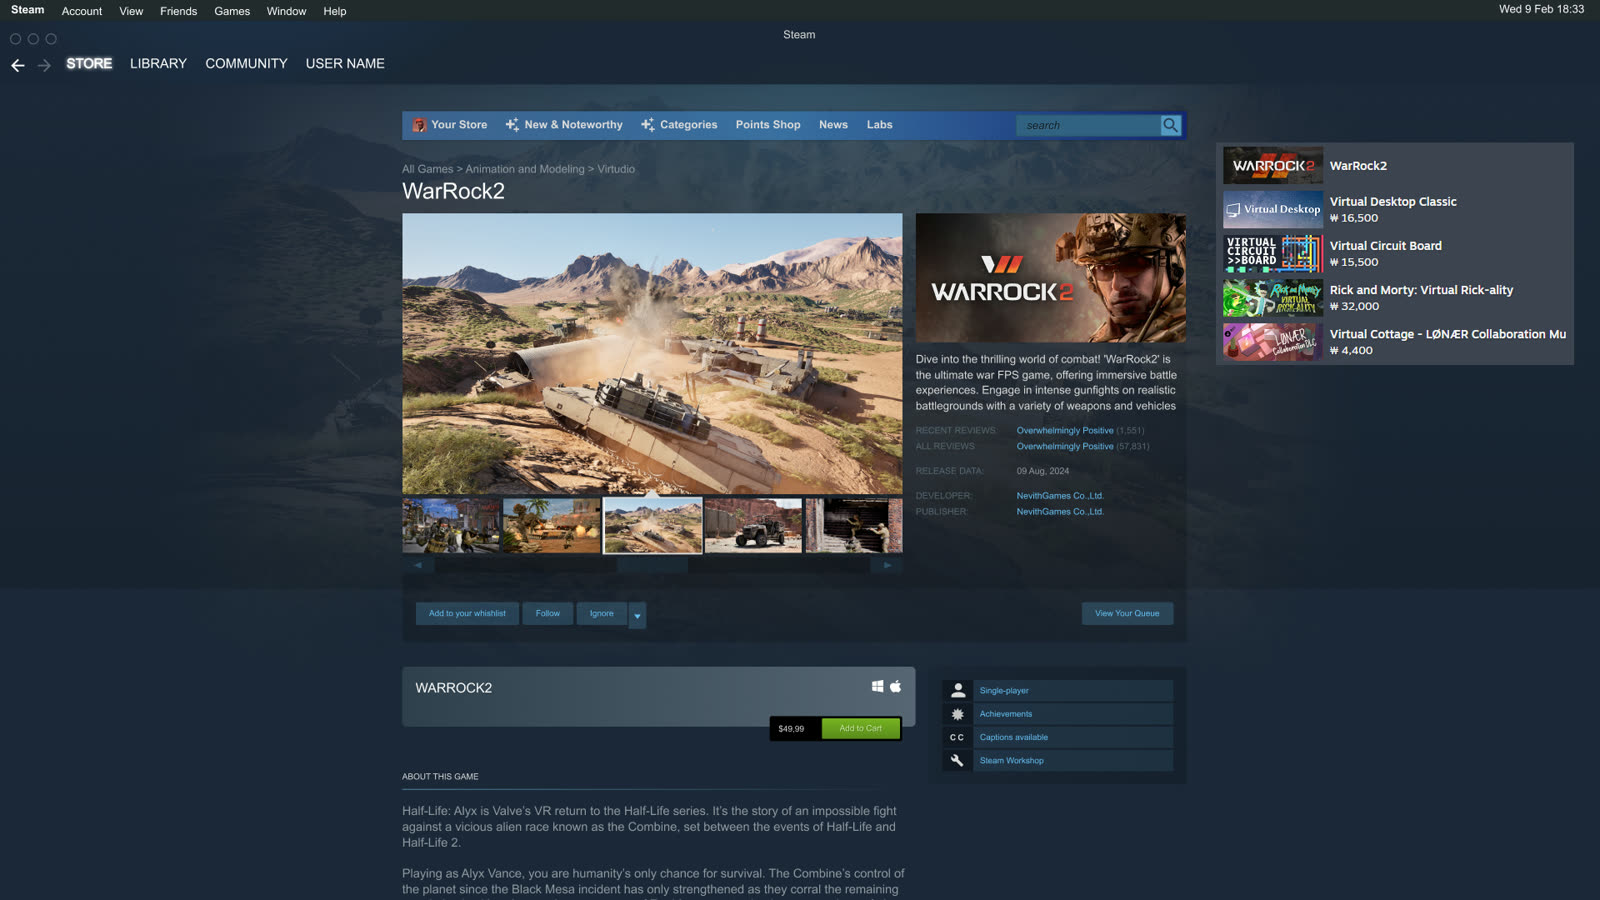 Steam Account View Friends Games Window Help
Wed 9 Feb 18:33
Steam
STORE LIBRARY COMMUNITY USER NAME
Your Store New & Noteworthy Categories Points Shop News Labs
search
All Games > Animation and Modeling > Virtudio
WarRock2
WARROCK2
Dive into the thrilling world of combat! 'WarRock2' is
the ultimate war FPS game, offering immersive battle
experiences. Engage in intense gunfights on realistic
battlegrounds with a variety of weapons and vehicles
RECENT REVIEWS: Overwhelmingly Positive (1,551)
ALL REVIEWS: Overwhelmingly Positive (57,831)
RELEASE DATA: 09 Aug, 2024
DEVELOPER: NevithGames Co.,Ltd.
PUBLISHER: NevithGames Co.,Ltd.
WARROCK2
WarRock2
Virtual Desktop
Virtual Desktop Classic
₩ 16,500
VIRTUAL
CIRCUIT
>>BOARD
Virtual Circuit Board
₩ 15,500
Rick and Morty
VIRTUAL
RICK-ALITY
Rick and Morty: Virtual Rick-ality
₩ 32,000
LØNÆR
Collaboration DLC
Virtual Cottage - LØNÆR Collaboration Mu
₩ 4,400
Add to your whishlist Follow Ignore
View Your Queue
WARROCK2
$49,99 Add to Cart
Single-player
Achievements
CC Captions available
Steam Workshop
ABOUT THIS GAME
Half-Life: Alyx is Valve's VR return to the Half-Life series. It's the story of an impossible fight
against a vicious alien race known as the Combine, set between the events of Half-Life and
Half-Life 2.
Playing as Alyx Vance, you are humanity's only chance for survival. The Combine's control of
the planet since the Black Mesa incident has only strengthened as they corral the remaining